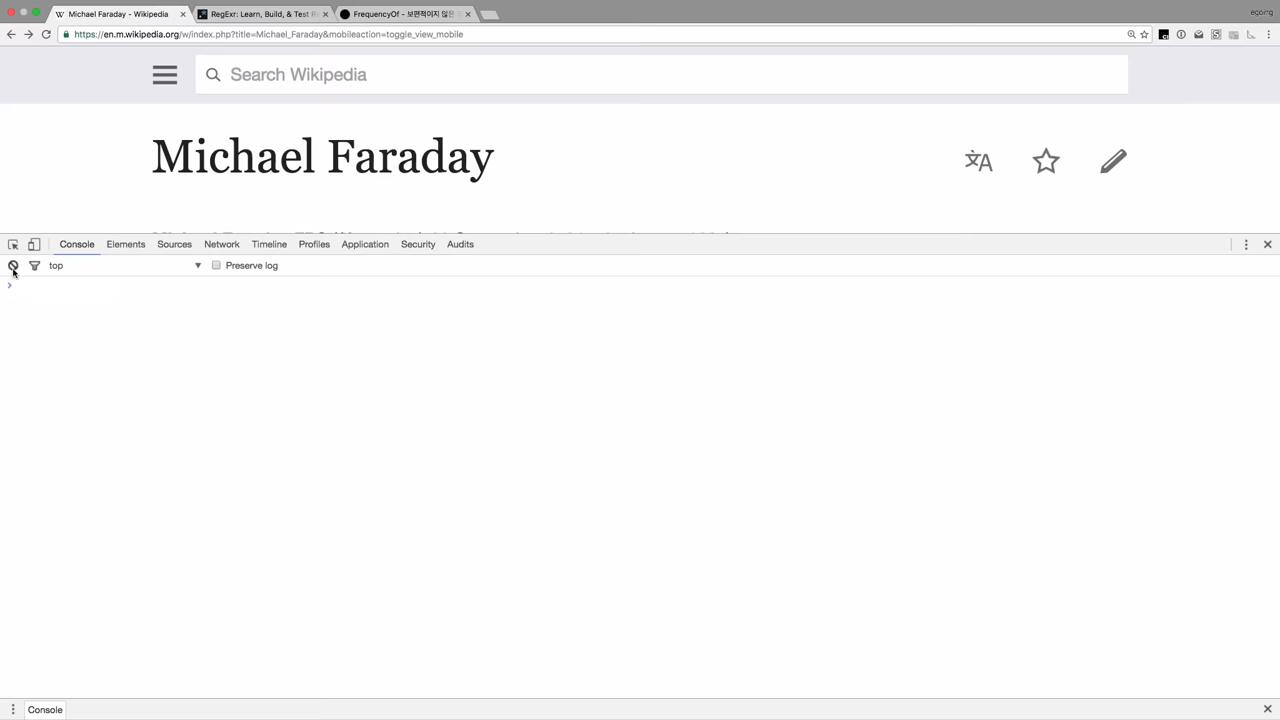 Michael Faraday - Wikipedia
RegExr: Learn, Build, & Test R
FrequencyOf - 보편적이지 않은
egoing
https://en.m.wikipedia.org/w/index.php?title=Michael_Faraday&mobileaction=toggle_view_mobile
Search Wikipedia
Michael Faraday
Console Elements Sources Network Timeline Profiles Application Security Audits
top Preserve log
Console